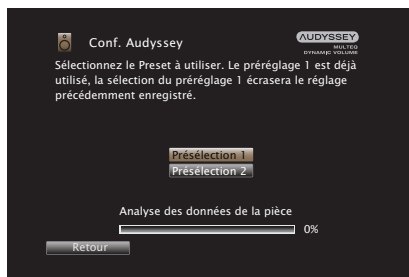 Conf. Audyssey
AUDYSSEY
MULTEQ
DYNAMIC VOLUME
Sélectionnez le Preset à utiliser. Le préréglage 1 est déjà
utilisé, la sélection du préréglage 1 écrasera le réglage
précédemment enregistré.
Présélection 1
Présélection 2
Analyse des données de la pièce
0%
Retour